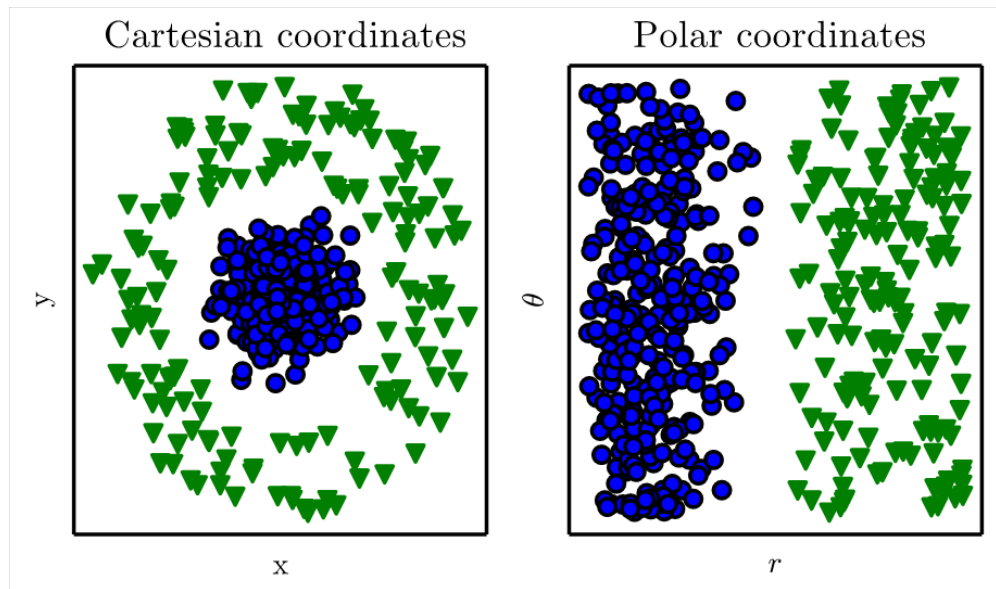 Cartesian coordinates
Polar coordinates
y
θ
x
r